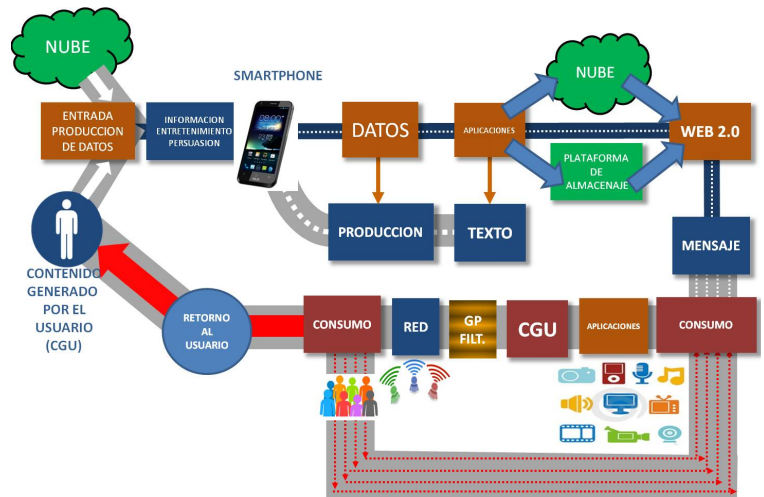 NUBE
SMARTPHONE
NUBE
ENTRADA
PRODUCCION
DE DATOS
INFORMACION
ENTRETENIMIENTO
PERSUASION
DATOS
APLICACIONES
WEB 2.0
PLATAFORMA
DE
ALMACENAJE
PRODUCCION
TEXTO
MENSAJE
CONTENIDO
GENERADO
POR EL
USUARIO
(CGU)
RETORNO
AL
USUARIO
CONSUMO
RED
GP
FILT.
CGU
APLICACIONES
CONSUMO